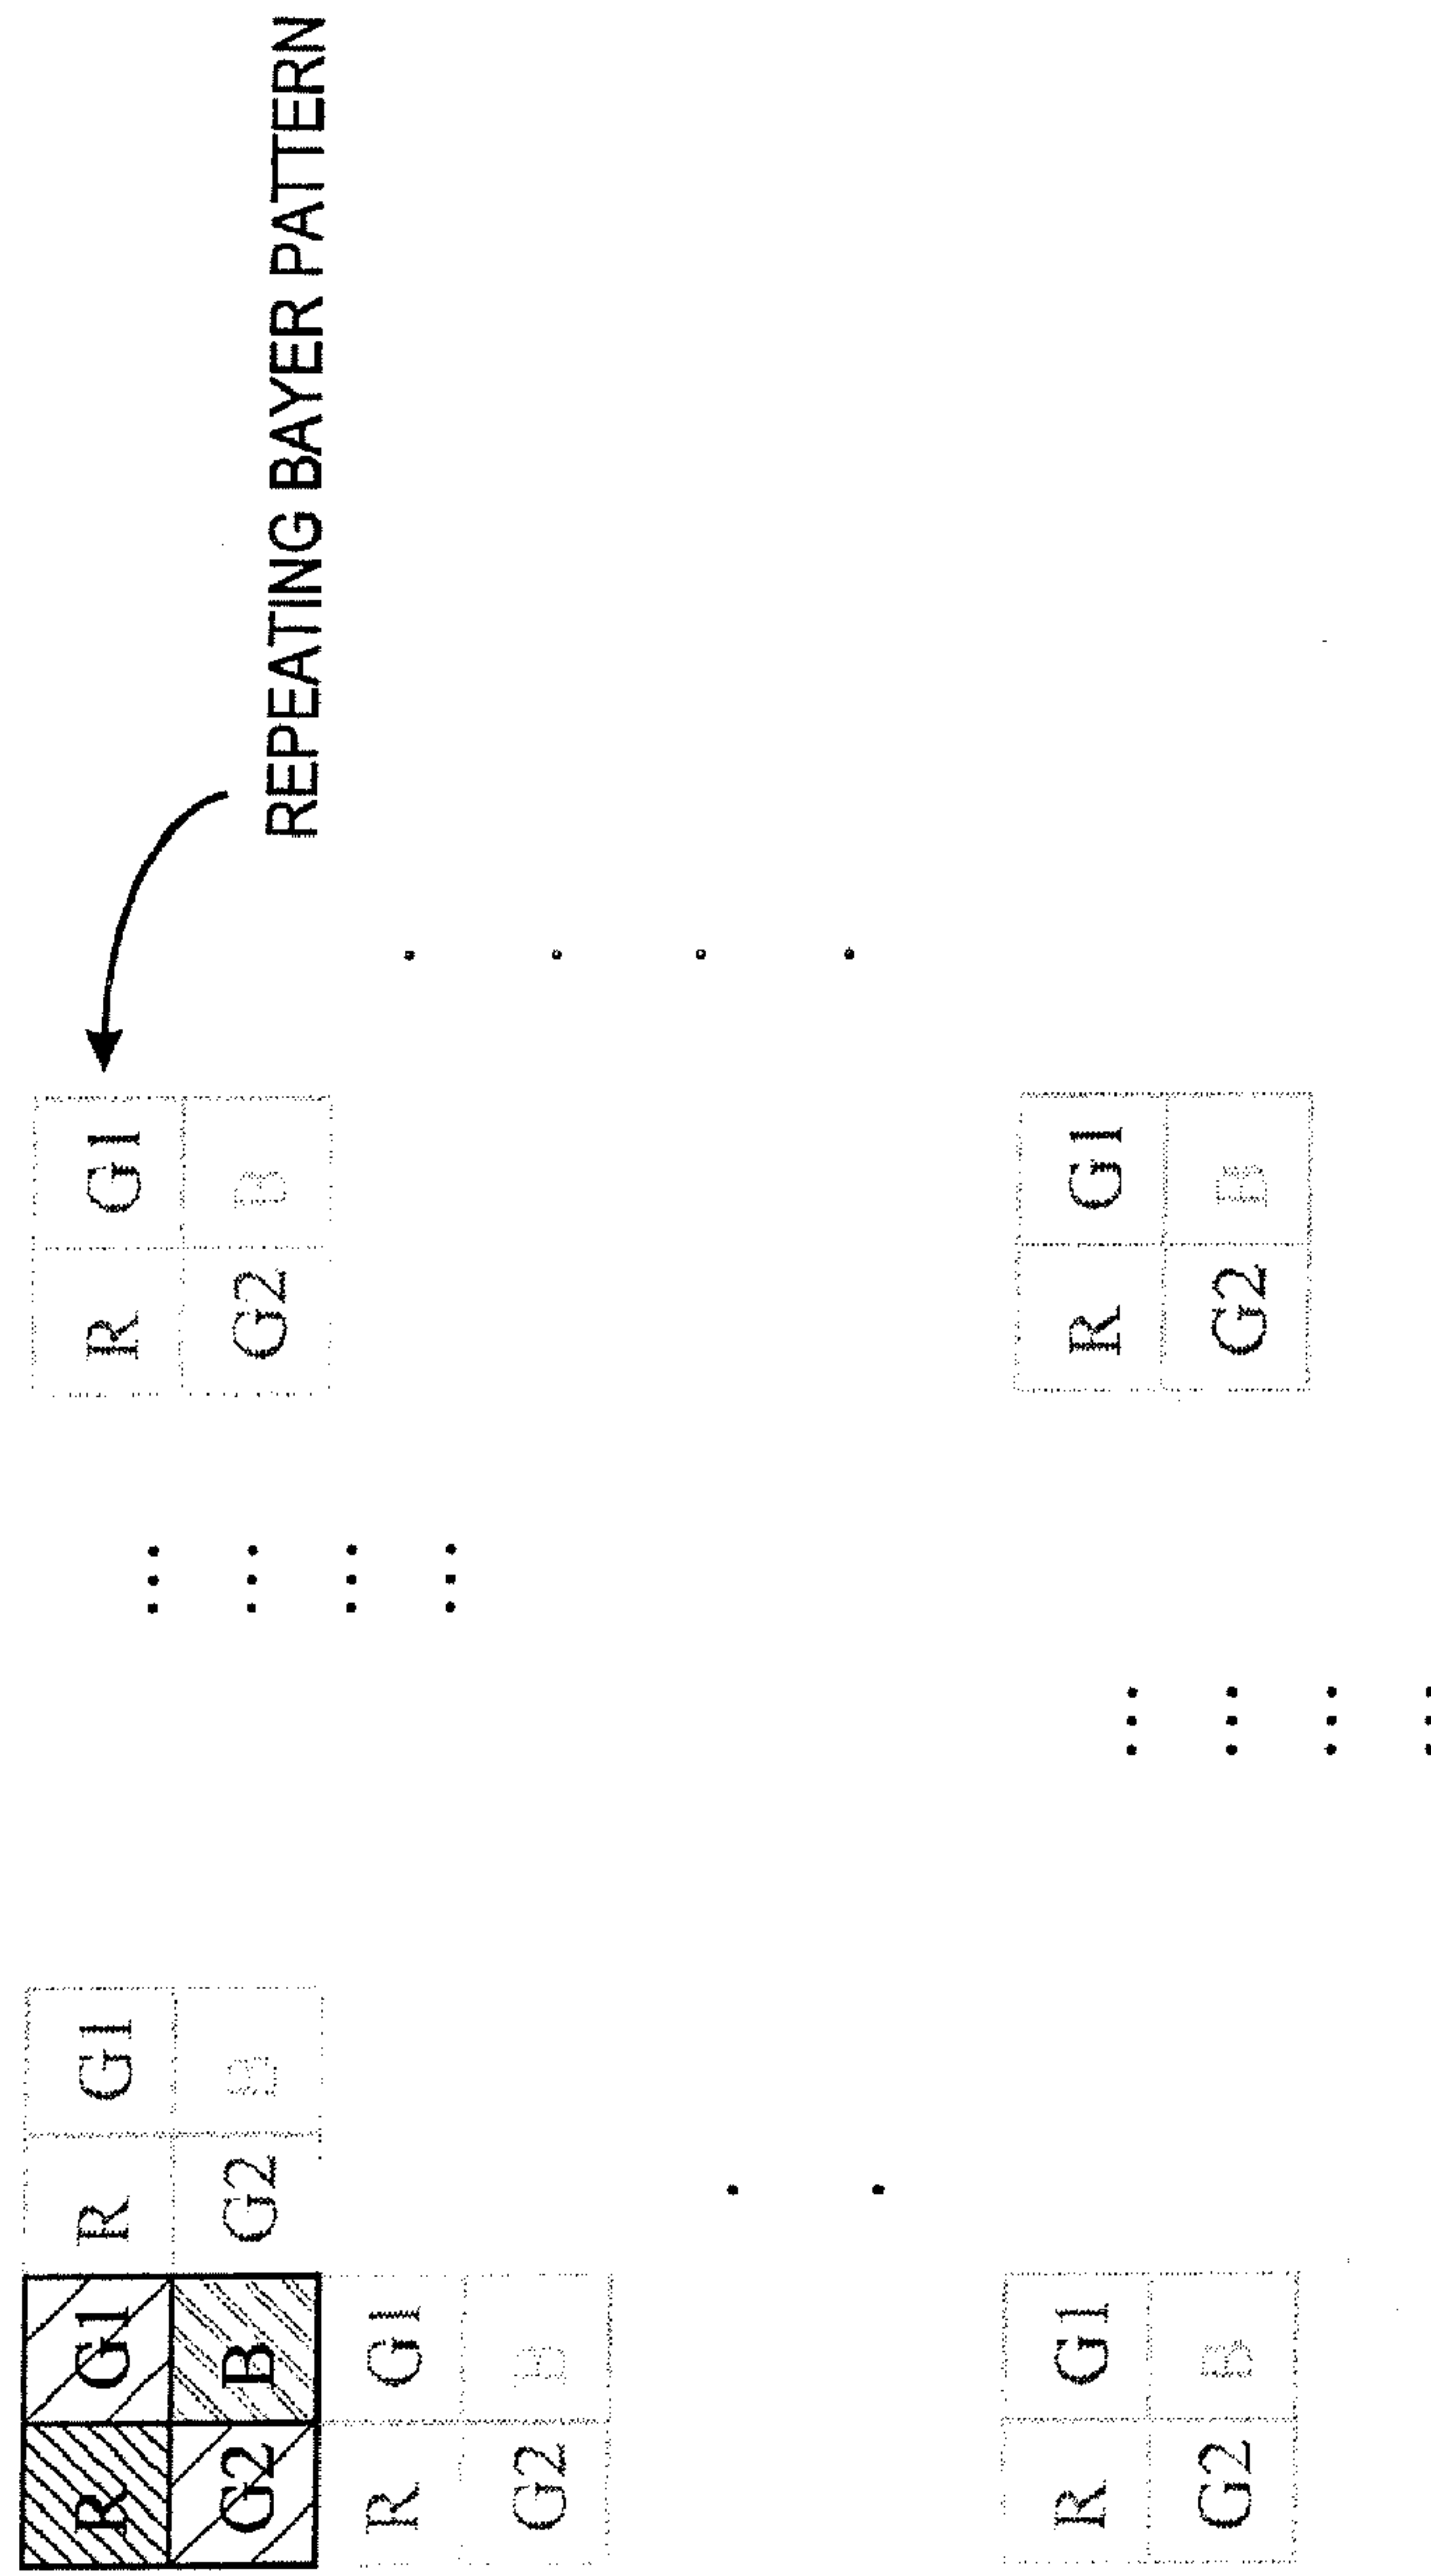 R G1 R G1 R G1
G2 B G2 B G2 B
REPEATING BAYER PATTERN
R G1
G2 B
R G1 R G1
G2 B G2 B